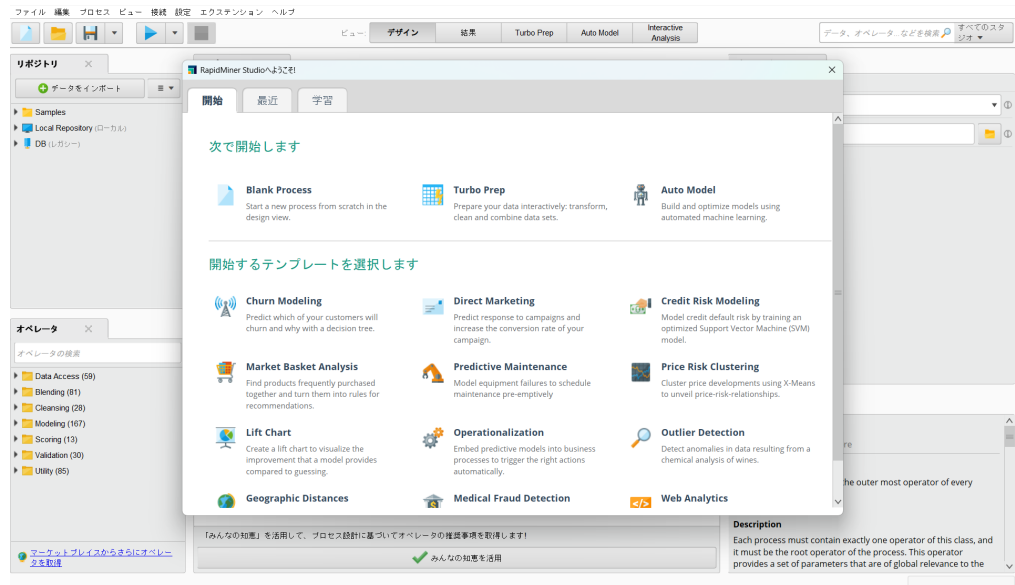 ファイル 編集 プロセス ビュー 接続 設定 エクステンション ヘルプ
ビュー: デザイン 結果 Turbo Prep Auto Model Interactive Analysis
データ、オペレータ...などを検索 すべてのスタジオ ▼
リポジトリ
データをインポート
Samples
Local Repository (ローカル)
DB (レガシー)
オペレータ
オペレータの検索
Data Access (59)
Blending (81)
Cleansing (28)
Modeling (167)
Scoring (13)
Validation (30)
Utility (85)
マーケットプレイスからさらにオペレー
タを取得
RapidMiner Studioへようこそ!
開始 最近 学習
次で開始します
Blank Process
Start a new process from scratch in the
design view.
Turbo Prep
Prepare your data interactively: transform,
clean and combine data sets.
Auto Model
Build and optimize models using
automated machine learning.
開始するテンプレートを選択します
Churn Modeling
Predict which of your customers will
churn and why with a decision tree.
Direct Marketing
Predict response to campaigns and
increase the conversion rate of your
campaign.
Credit Risk Modeling
Model credit default risk by training an
optimized Support Vector Machine (SVM)
model.
Market Basket Analysis
Find products frequently purchased
together and turn them into rules for
recommendations.
Predictive Maintenance
Model equipment failures to schedule
maintenance pre-emptively
Price Risk Clustering
Cluster price developments using X-Means
to unveil price-risk-relationships.
Lift Chart
Create a lift chart to visualize the
improvement that a model provides
compared to guessing.
Operationalization
Embed predictive models into business
processes to trigger the right actions
automatically.
Outlier Detection
Detect anomalies in data resulting from a
chemical analysis of wines.
Geographic Distances
Medical Fraud Detection
Web Analytics
「みんなの知恵」を活用して、プロセス設計に基づいてオペレータの推奨事項を取得します!
みんなの知恵を活用
the outer most operator of every
Description
Each process must contain exactly one operator of this class, and
it must be the root operator of the process. This operator
provides a set of parameters that are of global relevance to the